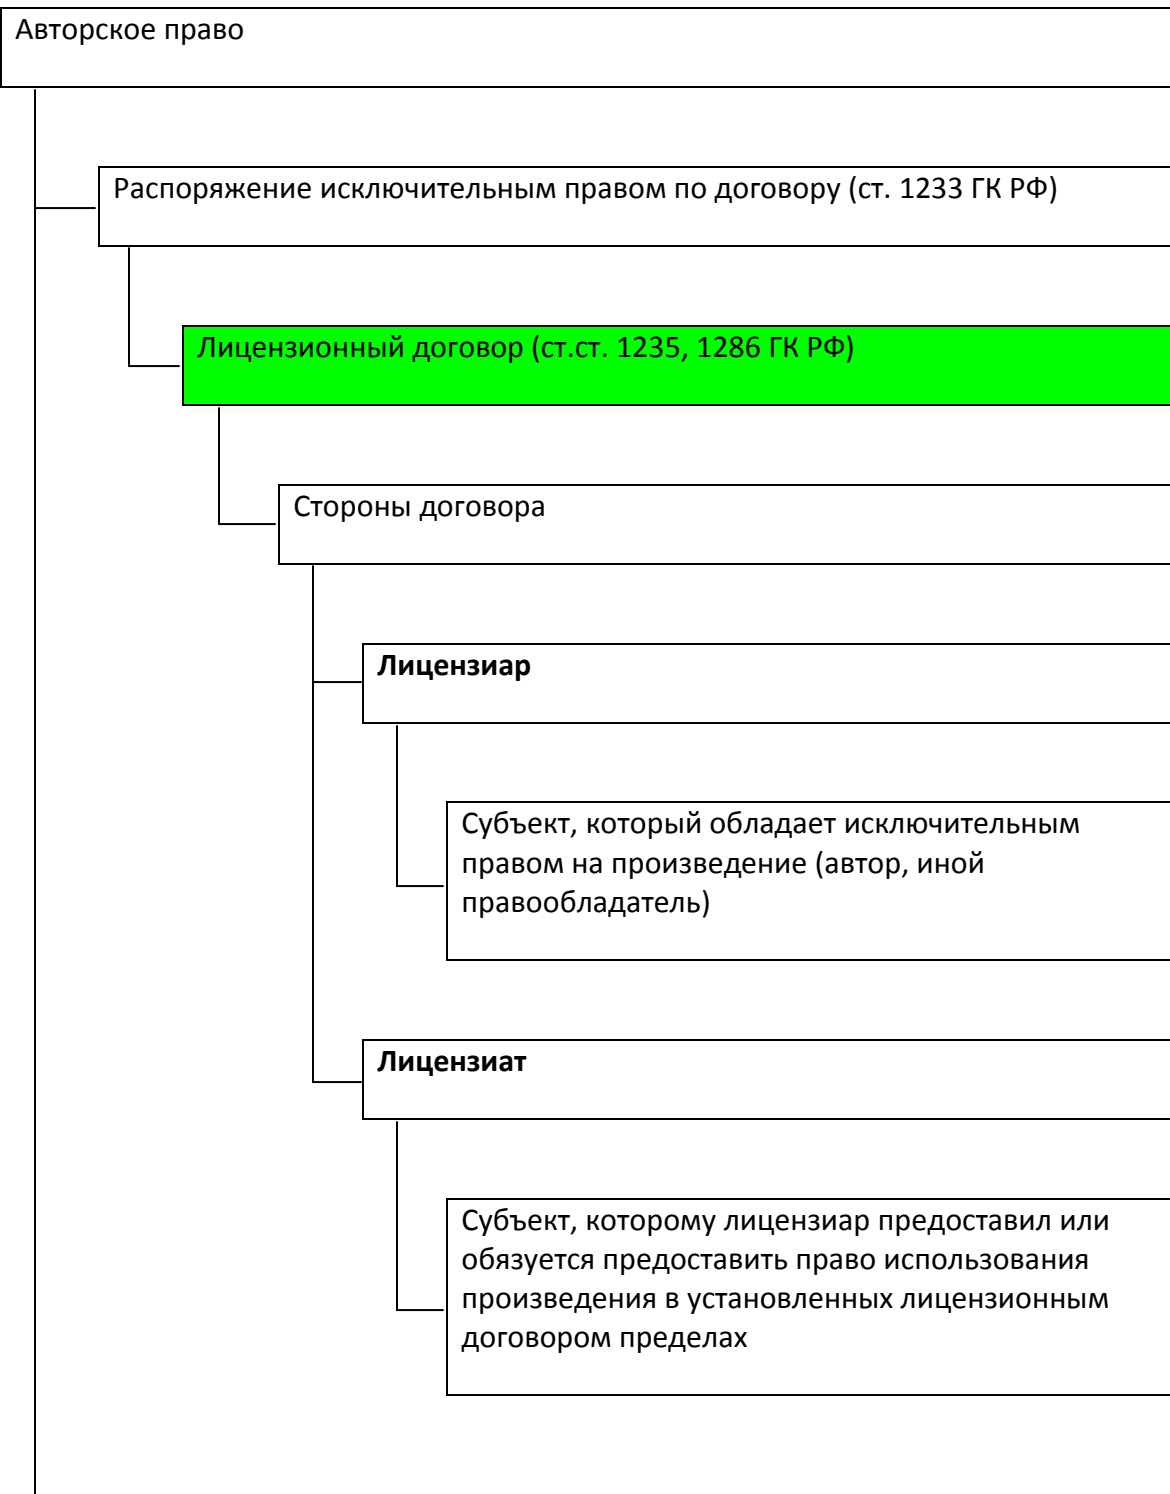 Авторское право
Распоряжение исключительным правом по договору (ст. 1233 ГК РФ)
Лицензионный договор (ст.ст. 1235, 1286 ГК РФ)
Стороны договора
Лицензиар
Субъект, который обладает исключительным
правом на произведение (автор, иной
правообладатель)
Лицензиат
Субъект, которому лицензиар предоставил или
обязуется предоставить право использования
произведения в установленных лицензионным
договором пределах